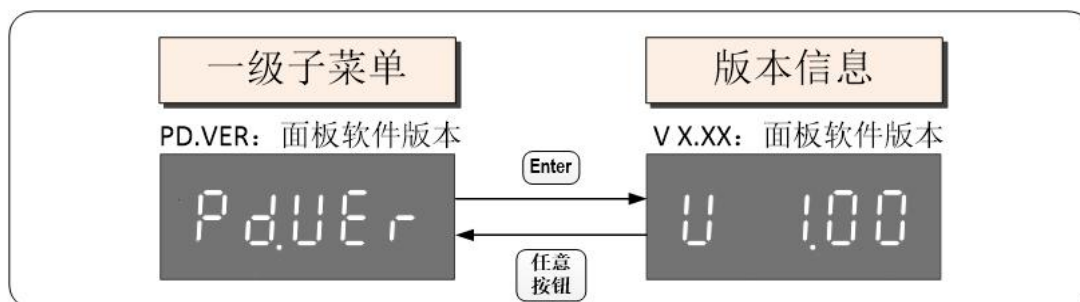 一级子菜单
版本信息
PD.VER：面板软件版本
V X.XX：面板软件版本
Enter
Pd.UEr
U 1.00
任意
按钮